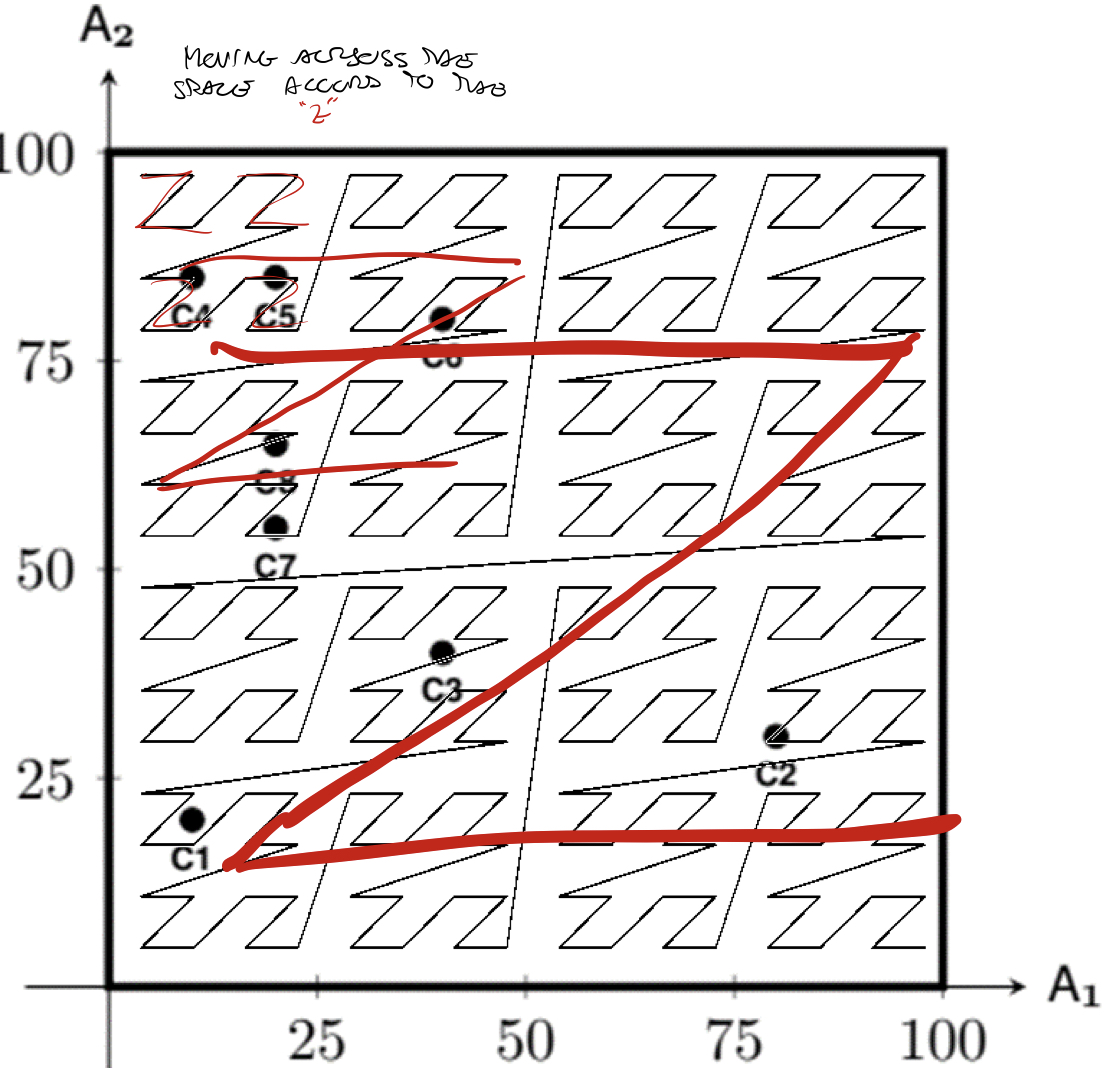 A₂
MOVING ACRSOSS THE
SPACE ACCORD TO THE
"Z"
100
C4 C5
C6
75
C8
C7
50
C3
C2
25
C1
A₁
25 50 75 100